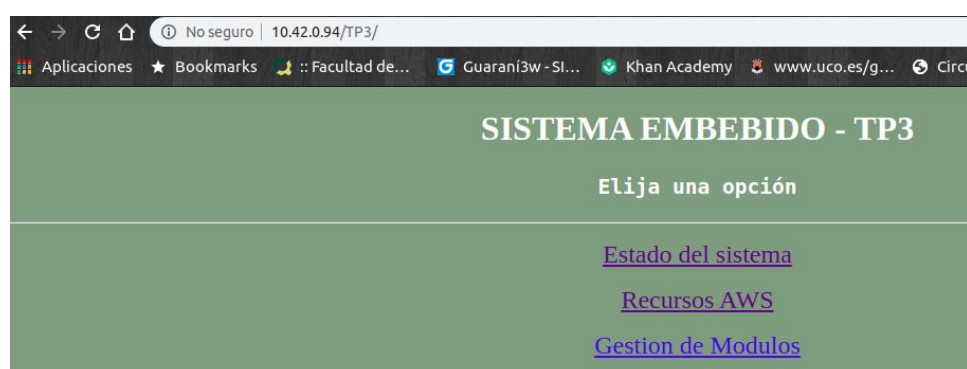 No seguro | 10.42.0.94/TP3/
Aplicaciones Bookmarks :: Facultad de... Guaraní3w - SI... Khan Academy www.uco.es/g... Circu
SISTEMA EMBEBIDO - TP3
Elija una opción
Estado del sistema
Recursos AWS
Gestion de Modulos